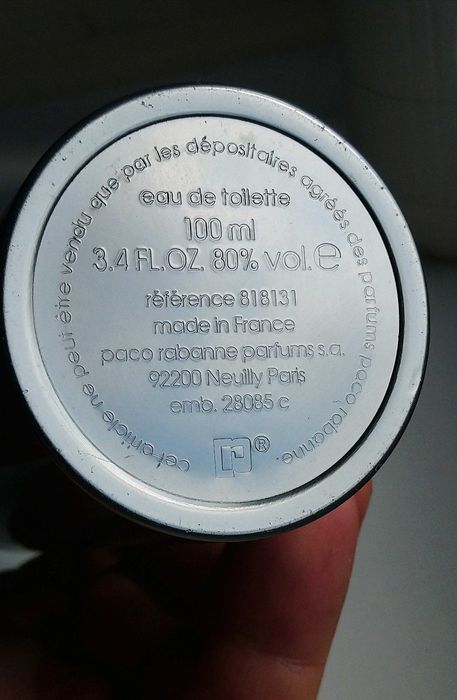 cet article ne peut être vendu que par les dépositaires agréés des parfums paco rabanne.
eau de toilette
100 ml
3.4 FL.OZ. 80% vol. e
référence 818131
made in France
paco rabanne parfums s.a.
92200 Neuilly Paris
emb. 28085 c
pr®